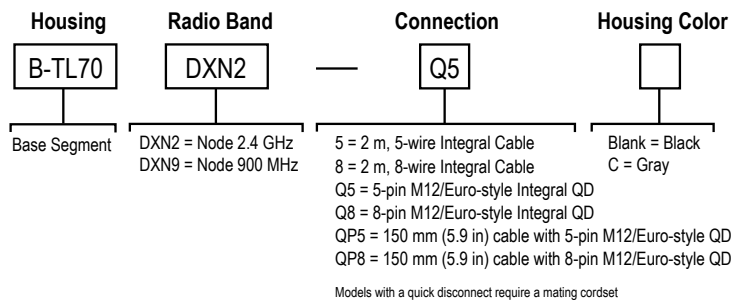 Housing Radio Band Connection Housing Color
B-TL70 DXN2 — Q5
Base Segment
DXN2 = Node 2.4 GHz
DXN9 = Node 900 MHz
5 = 2 m, 5-wire Integral Cable
8 = 2 m, 8-wire Integral Cable
Q5 = 5-pin M12/Euro-style Integral QD
Q8 = 8-pin M12/Euro-style Integral QD
QP5 = 150 mm (5.9 in) cable with 5-pin M12/Euro-style QD
QP8 = 150 mm (5.9 in) cable with 8-pin M12/Euro-style QD
Models with a quick disconnect require a mating cordset
Blank = Black
C = Gray